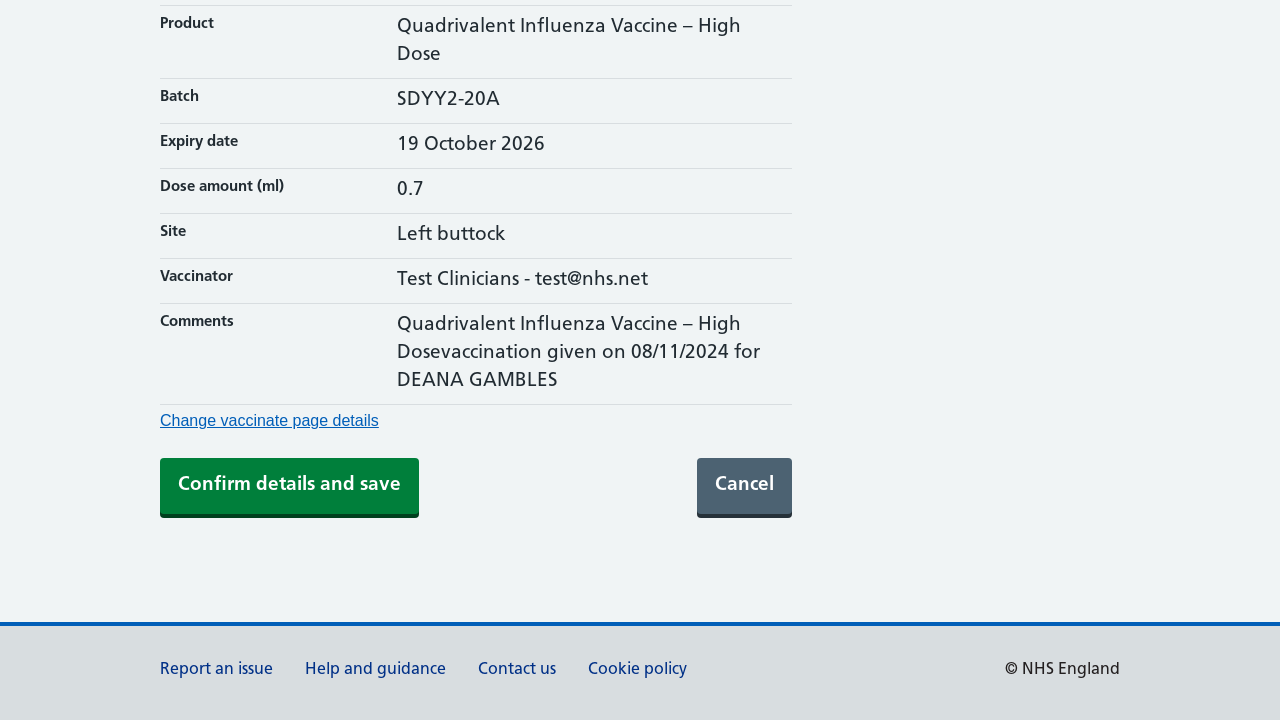 Product
Quadrivalent Influenza Vaccine – High
Dose
Batch
SDYY2-20A
Expiry date
19 October 2026
Dose amount (ml)
0.7
Site
Left buttock
Vaccinator
Test Clinicians - test@nhs.net
Comments
Quadrivalent Influenza Vaccine – High
Dosevaccination given on 08/11/2024 for
DEANA GAMBLES
Change vaccinate page details
Confirm details and save
Cancel
Report an issue
Help and guidance
Contact us
Cookie policy
© NHS England